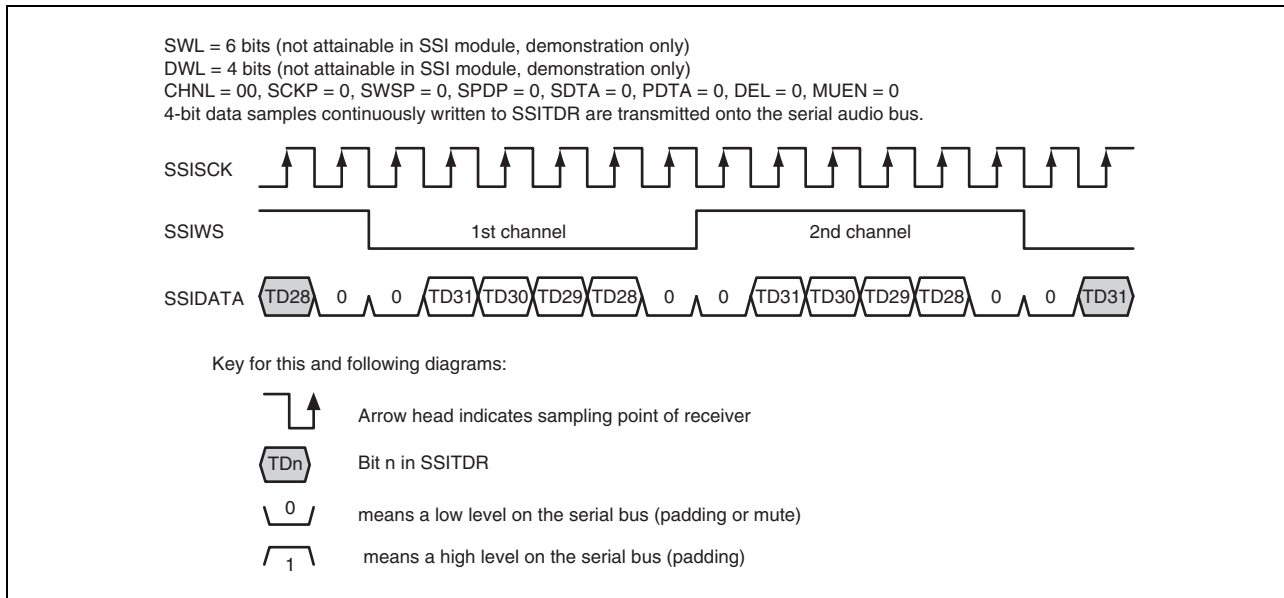 SWL = 6 bits (not attainable in SSI module, demonstration only)
DWL = 4 bits (not attainable in SSI module, demonstration only)
CHNL = 00, SCKP = 0, SWSP = 0, SPDP = 0, SDTA = 0, PDTA = 0, DEL = 0, MUEN = 0
4-bit data samples continuously written to SSITDR are transmitted onto the serial audio bus.
SSISCK
SSIWS 1st channel 2nd channel
SSIDATA TD28 0 0 TD31 TD30 TD29 TD28 0 0 TD31 TD30 TD29 TD28 0 0 TD31
Key for this and following diagrams:
Arrow head indicates sampling point of receiver
TDn Bit n in SSITDR
0 means a low level on the serial bus (padding or mute)
1 means a high level on the serial bus (padding)